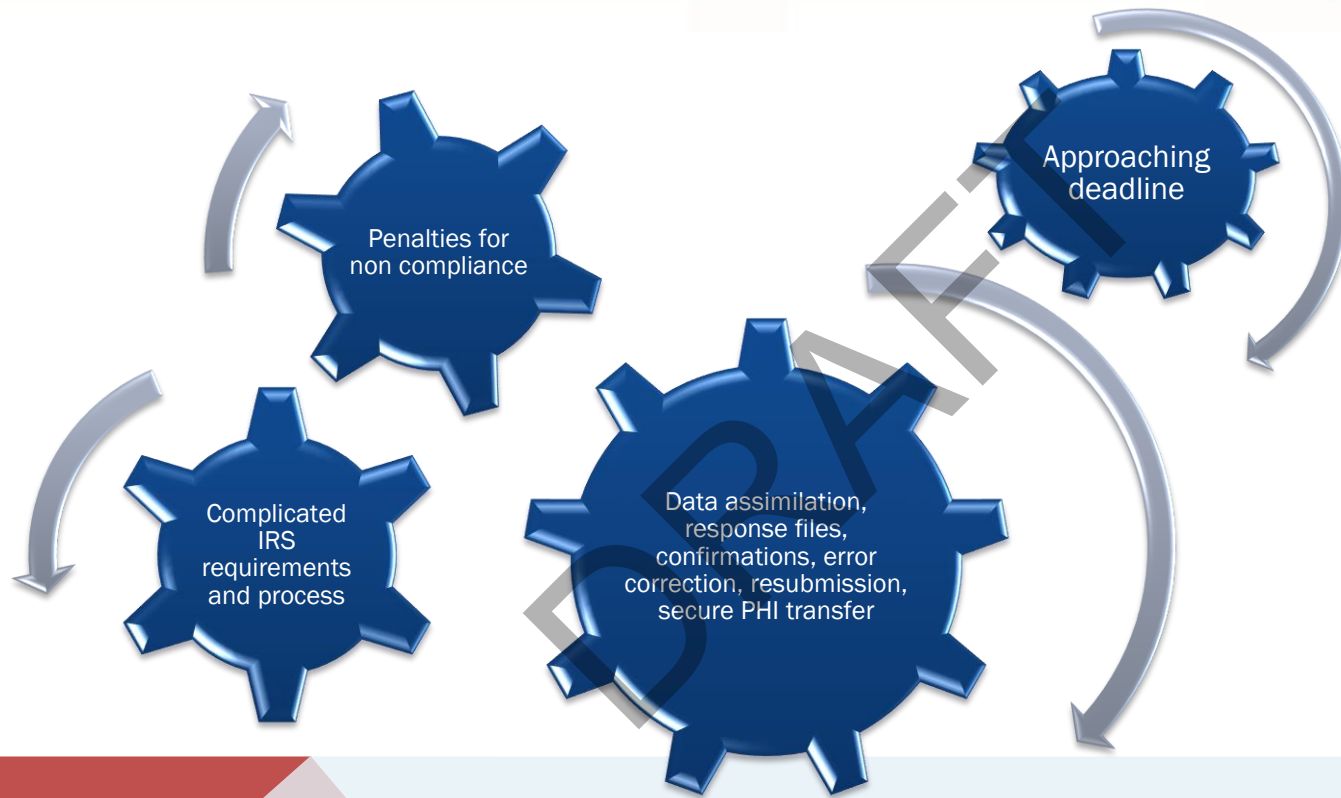 Approaching
deadline
Penalties for
non compliance
Complicated
IRS
requirements
and process
Data assimilation,
response files,
confirmations, error
correction, resubmission,
secure PHI transfer
DRAFT